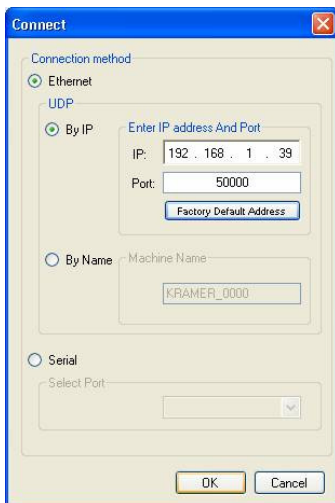 Connect
Connection method
Ethernet
UDP
By IP
Enter IP address And Port
IP: 192 . 168 . 1 . 39
Port: 50000
Factory Default Address
By Name
Machine Name
KRAMER_0000
Serial
Select Port
OK Cancel